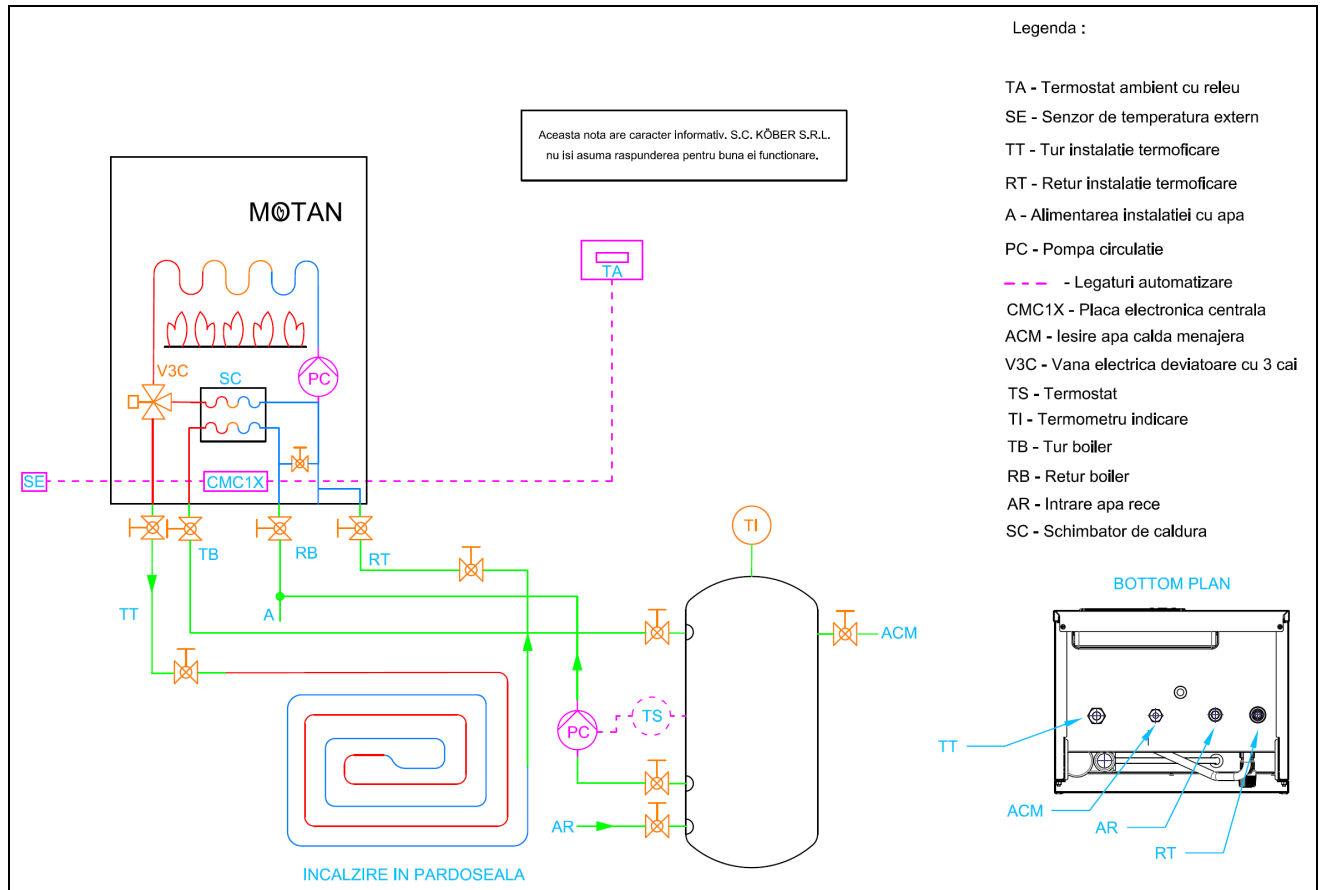 Legenda :
TA - Termostat ambient cu releu
SE - Senzor de temperatura extern
TT - Tur instalatie termoficare
RT - Retur instalatie termoficare
A - Alimentarea instalatiei cu apa
PC - Pompa circulatie
- Legaturi automatizare
CMC1X - Placa electronica centrala
ACM - Iesire apa calda menajera
V3C - Vana electrica deviatoare cu 3 cai
TS - Termostat
TI - Termometru indicare
TB - Tur boiler
RB - Retur boiler
AR - Intrare apa rece
SC - Schimbator de caldura
Aceasta nota are caracter informativ. S.C. KÖBER S.R.L.
nu isi asuma raspunderea pentru buna ei functionare.
MOTAN
TA
V3C
SC
PC
SE
CMC1X
TI
TB
RB
RT
TT
A
ACM
PC
TS
AR
INCALZIRE IN PARDOSEALA
BOTTOM PLAN
TT
ACM
AR
RT